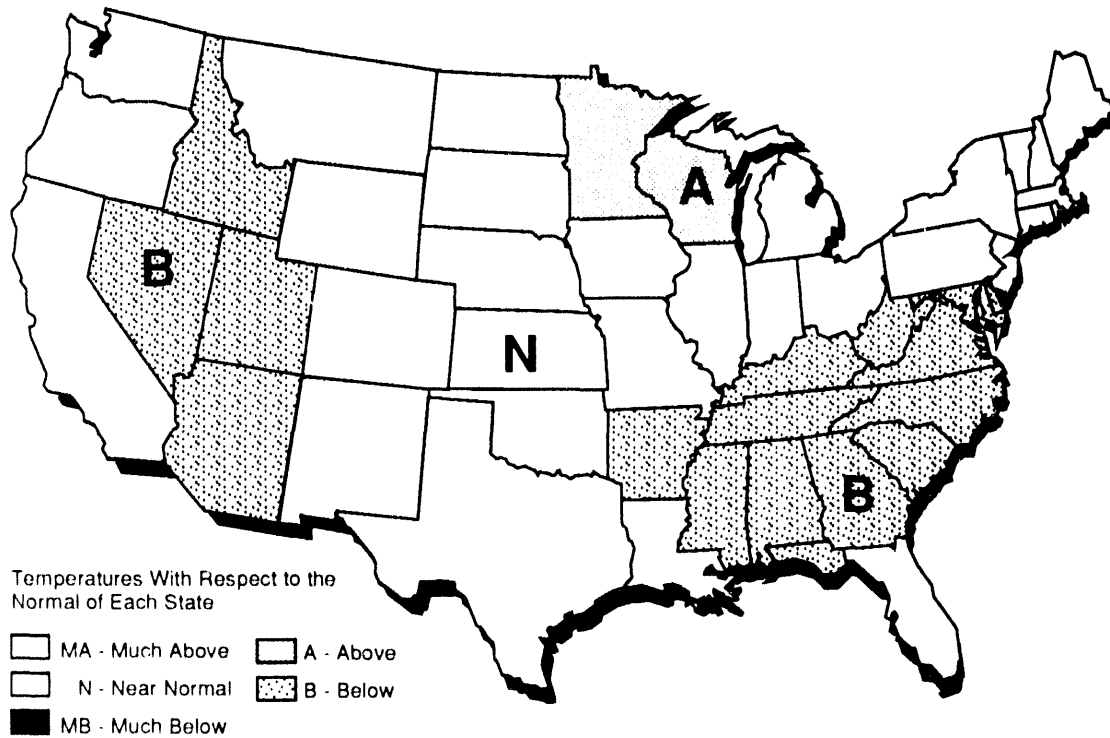 A
B
N
B
Temperatures With Respect to the
Normal of Each State
MA - Much Above
A - Above
N - Near Normal
B - Below
MB - Much Below